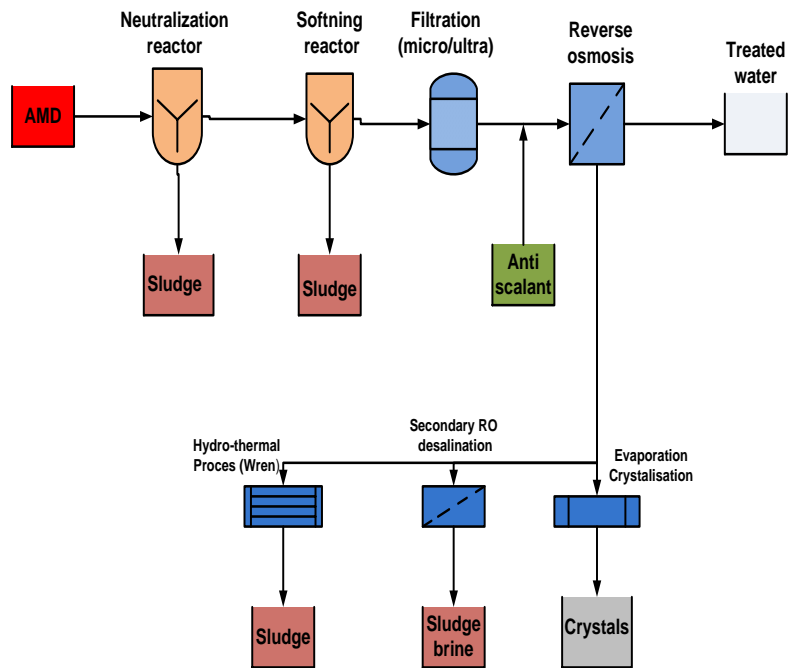 Neutralization
reactor
Softning
reactor
Filtration
(micro/ultra)
Reverse
osmosis
Treated
water
AMD
Sludge
Sludge
Anti
scalant
Hydro-thermal
Proces (Wren)
Secondary RO
desalination
Evaporation
Crystalisation
Sludge
Sludge
brine
Crystals